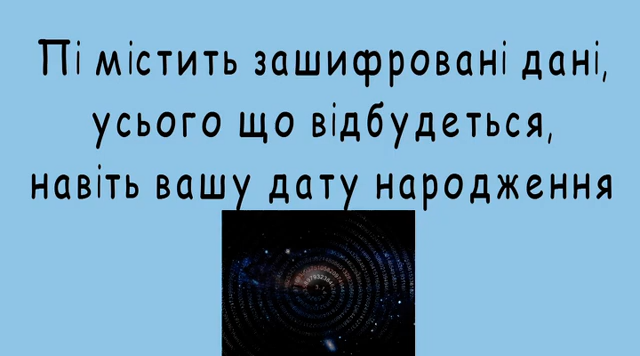 Пі містить зашифровані дані,
усього що відбудеться,
навіть вашу дату народження